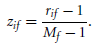 z_{if} = \frac{r_{if} - 1}{M_f - 1}.